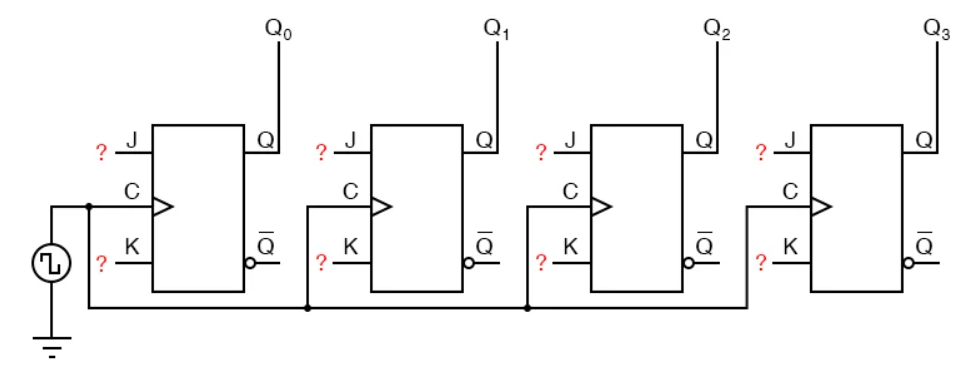 Q0 Q1 Q2 Q3
? J Q ? J Q ? J Q ? J Q
C C C C
? K Q̅ ? K Q̅ ? K Q̅ ? K Q̅